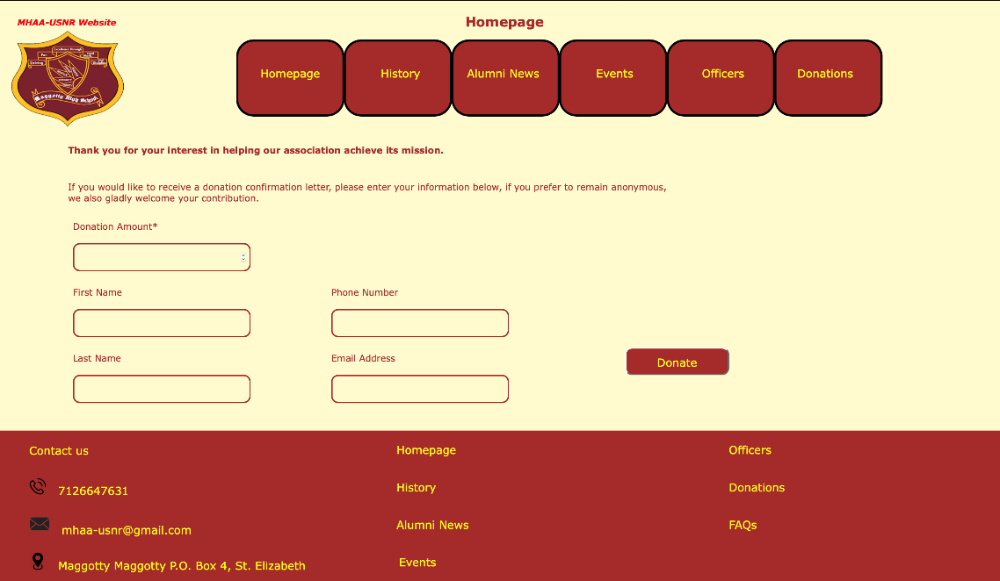 MHAA-USNR Website
Homepage
Excellence through
For
Striving
Maggotty High School
Homepage
History
Alumni News
Events
Officers
Donations
Thank you for your interest in helping our association achieve its mission.
If you would like to receive a donation confirmation letter, please enter your information below, if you prefer to remain anonymous,
we also gladly welcome your contribution.
Donation Amount*
First Name
Phone Number
Last Name
Email Address
Donate
Contact us
7126647631
mhaa-usnr@gmail.com
Maggotty Maggotty P.O. Box 4, St. Elizabeth
Homepage
History
Alumni News
Events
Officers
Donations
FAQs